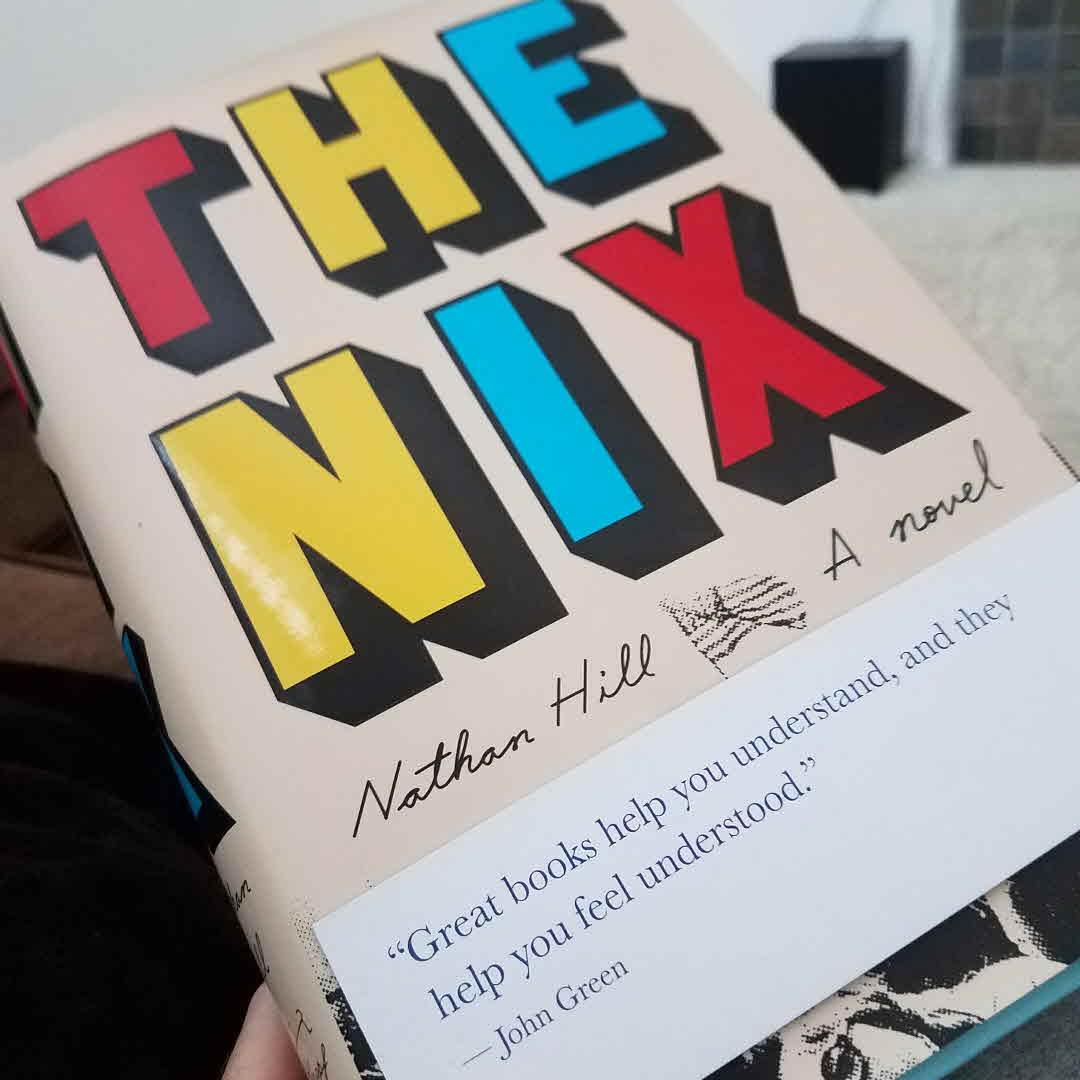 THE
NIX
A novel
Nathan Hill
“Great books help you understand, and they
help you feel understood.”
—John Green